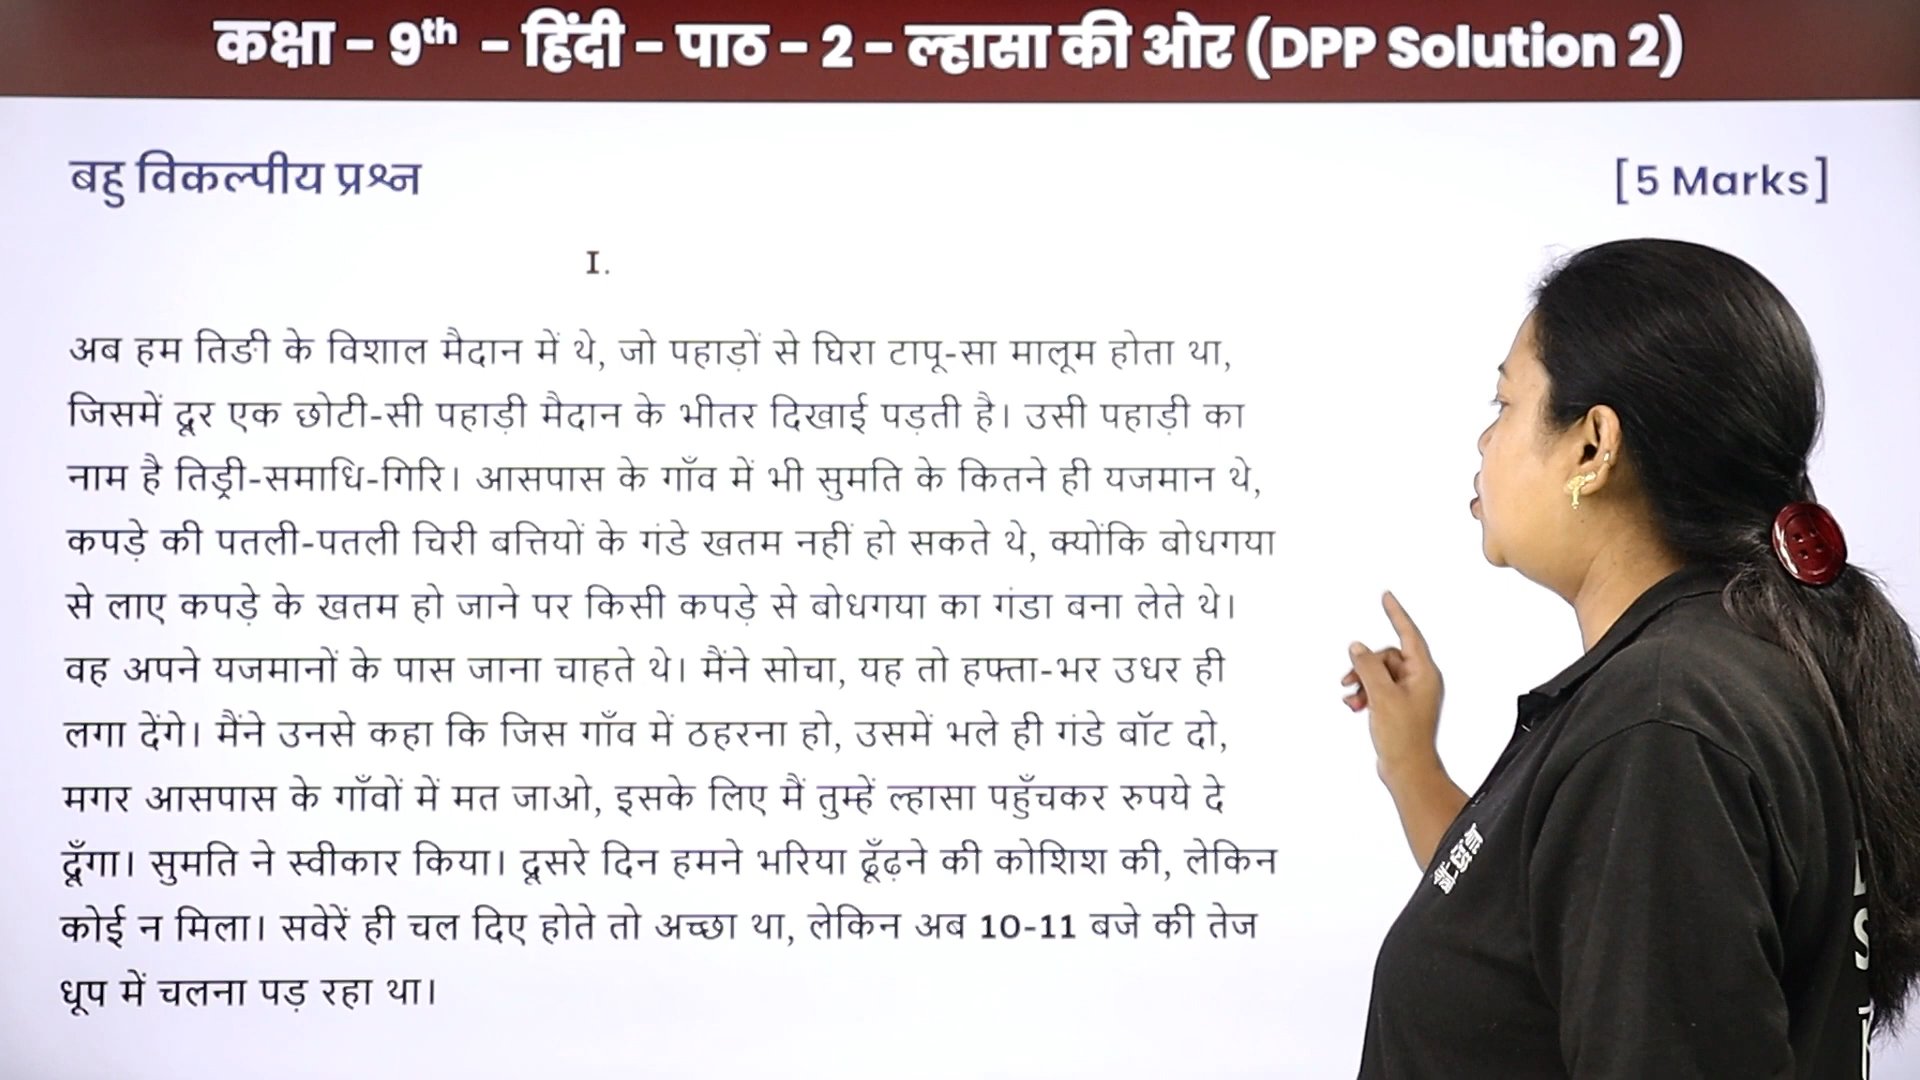 कक्षा – 9th – हिंदी – पाठ – 2 – ल्हासा की ओर (DPP Solution 2)
बहु विकल्पीय प्रश्न [5 Marks]
I.
अब हम तिङी के विशाल मैदान में थे, जो पहाड़ों से घिरा टापू-सा मालूम होता था,
जिसमें दूर एक छोटी-सी पहाड़ी मैदान के भीतर दिखाई पड़ती है। उसी पहाड़ी का
नाम है तिड्री-समाधि-गिरि। आसपास के गाँव में भी सुमति के कितने ही यजमान थे,
कपड़े की पतली-पतली चिरी बत्तियों के गंडे खतम नहीं हो सकते थे, क्योंकि बोधगया
से लाए कपड़े के खतम हो जाने पर किसी कपड़े से बोधगया का गंडा बना लेते थे।
वह अपने यजमानों के पास जाना चाहते थे। मैंने सोचा, यह तो हफ्ता-भर उधर ही
लगा देंगे। मैंने उनसे कहा कि जिस गाँव में ठहरना हो, उसमें भले ही गंडे बॉट दो,
मगर आसपास के गाँवों में मत जाओ, इसके लिए मैं तुम्हें ल्हासा पहुँचकर रुपये दे
दूँगा। सुमति ने स्वीकार किया। दूसरे दिन हमने भरिया ढूँढ़ने की कोशिश की, लेकिन
कोई न मिला। सवेरें ही चल दिए होते तो अच्छा था, लेकिन अब 10-11 बजे की तेज
धूप में चलना पड़ रहा था।